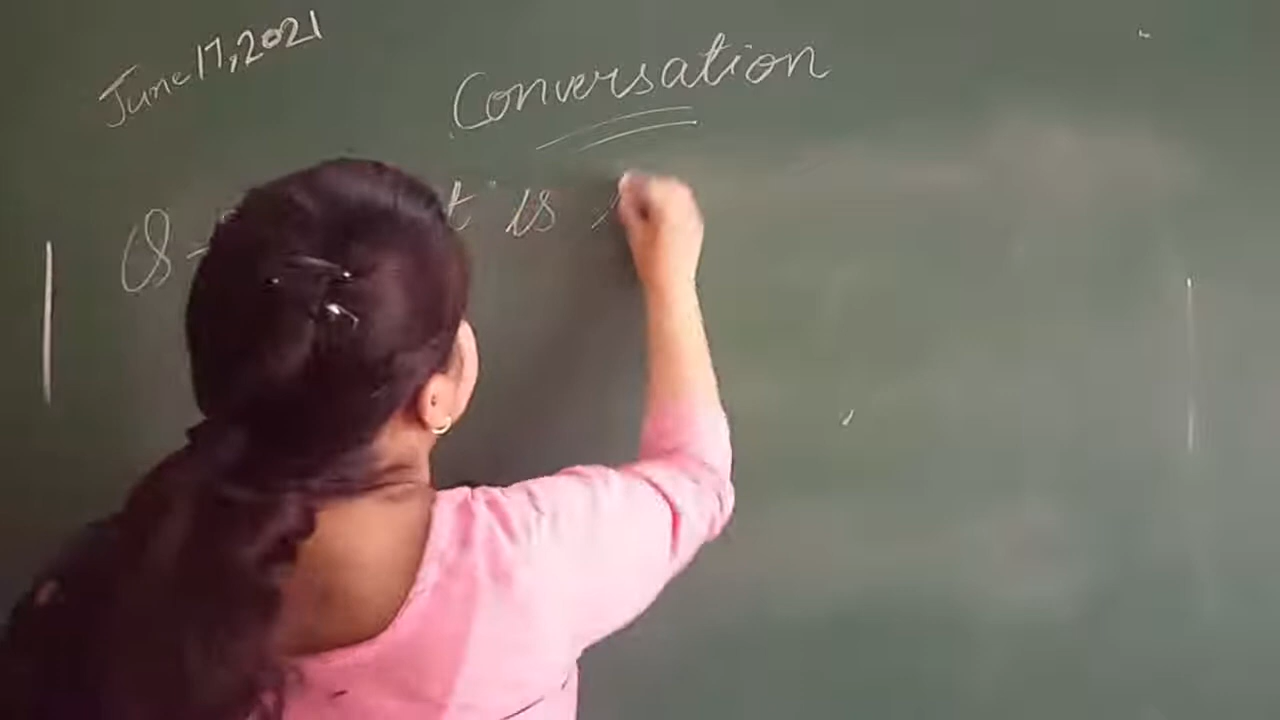 June 17, 2021
Conversation
Q- is